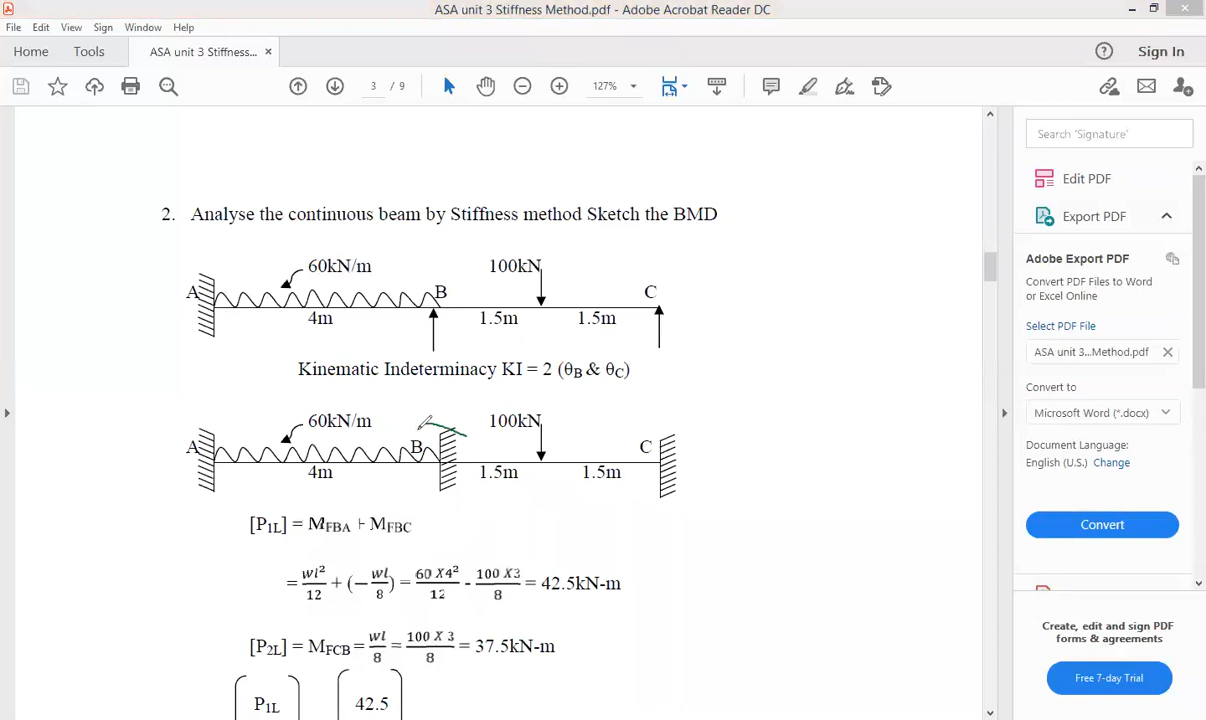 ASA unit 3 Stiffness Method.pdf - Adobe Acrobat Reader DC
File Edit View Sign Window Help
Home Tools ASA unit 3 Stiffness... × Sign In
3 / 9 127%
Search 'Signature'
Edit PDF
Export PDF
Adobe Export PDF
Convert PDF Files to Word
or Excel Online
Select PDF File
ASA unit 3...Method.pdf
Convert to
Microsoft Word (*.docx)
Document Language:
English (U.S.) Change
Convert
Create, edit and sign PDF
forms & agreements
Free 7-day Trial
2. Analyse the continuous beam by Stiffness method Sketch the BMD
60kN/m 100kN
A B C
4m 1.5m 1.5m
Kinematic Indeterminacy KI = 2 (θB & θC)
60kN/m 100kN
A B C
4m 1.5m 1.5m
[P1L] = MFBA + MFBC
= wl²/12 + (− wl/8) = 60 X4²/12 - 100 X3/8 = 42.5kN-m
[P2L] = MFCB = wl/8 = 100 X 3/8 = 37.5kN-m
P1L 42.5